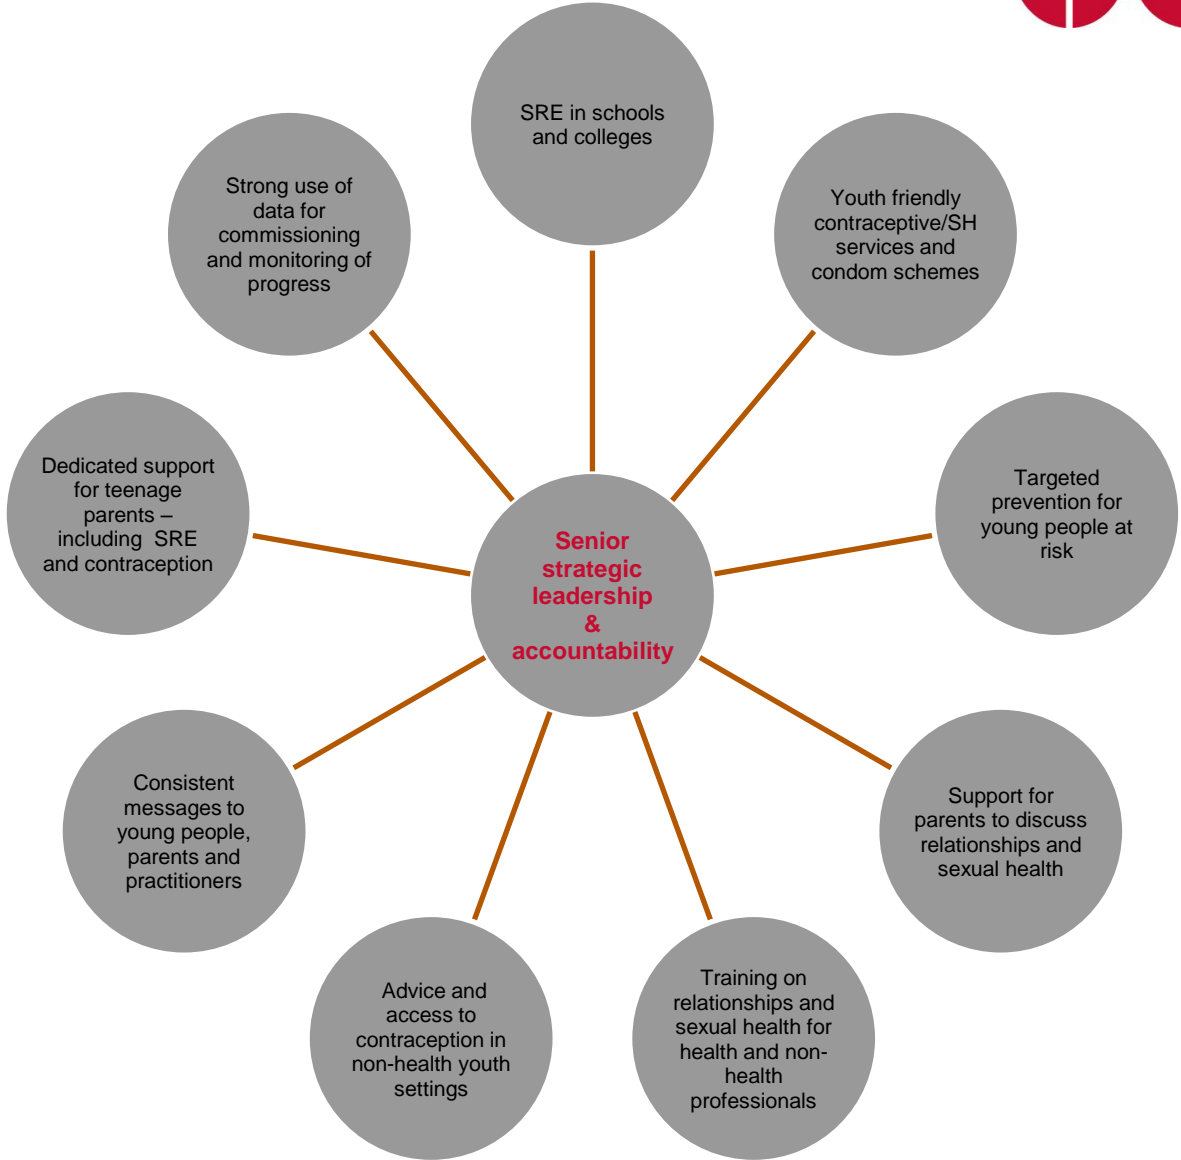 SRE in schools
and colleges
Youth friendly
contraceptive/SH
services and
condom schemes
Targeted
prevention for
young people at
risk
Support for
parents to discuss
relationships and
sexual health
Training on
relationships and
sexual health for
health and non-
health
professionals
Advice and
access to
contraception in
non-health youth
settings
Consistent
messages to
young people,
parents and
practitioners
Dedicated support
for teenage
parents –
including  SRE
and contraception
Strong use of
data for
commissioning
and monitoring of
progress
Senior
strategic
leadership
&
accountability